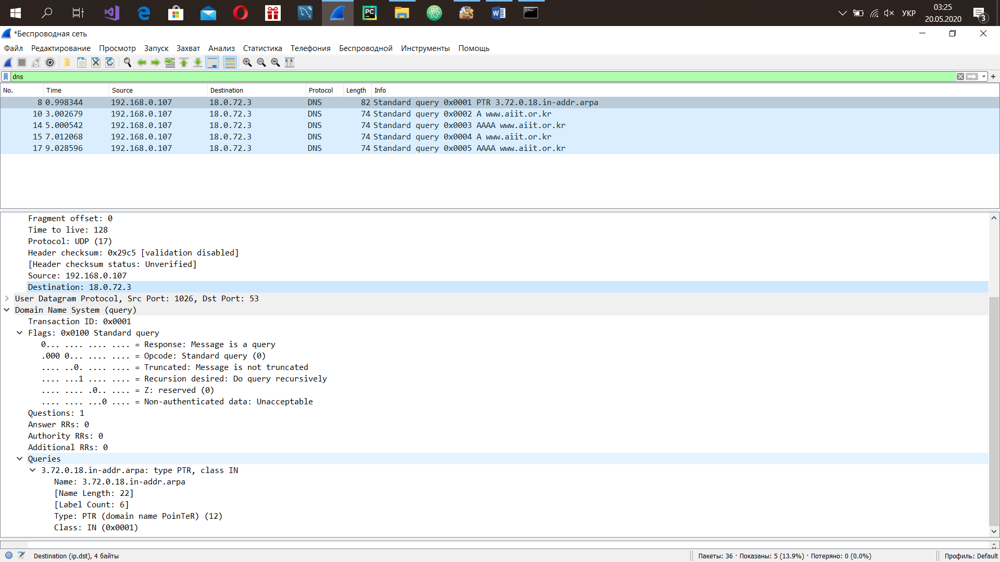 УКР
03:25
20.05.2020
3
PC
*Беспроводная сеть
Файл Редактирование Просмотр Запуск Захват Анализ Статистика Телефония Беспроводной Инструменты Помощь
dns
No. Time Source Destination Protocol Length Info
8 0.998344 192.168.0.107 18.0.72.3 DNS 82 Standard query 0x0001 PTR 3.72.0.18.in-addr.arpa
10 3.002679 192.168.0.107 18.0.72.3 DNS 74 Standard query 0x0002 A www.aiit.or.kr
14 5.000542 192.168.0.107 18.0.72.3 DNS 74 Standard query 0x0003 AAAA www.aiit.or.kr
15 7.012068 192.168.0.107 18.0.72.3 DNS 74 Standard query 0x0004 A www.aiit.or.kr
17 9.028596 192.168.0.107 18.0.72.3 DNS 74 Standard query 0x0005 AAAA www.aiit.or.kr
Fragment offset: 0
Time to live: 128
Protocol: UDP (17)
Header checksum: 0x29c5 [validation disabled]
[Header checksum status: Unverified]
Source: 192.168.0.107
Destination: 18.0.72.3
User Datagram Protocol, Src Port: 1026, Dst Port: 53
Domain Name System (query)
Transaction ID: 0x0001
Flags: 0x0100 Standard query
0... .... .... .... = Response: Message is a query
.000 0... .... .... = Opcode: Standard query (0)
.... ..0. .... .... = Truncated: Message is not truncated
.... ...1 .... .... = Recursion desired: Do query recursively
.... .... .0.. .... = Z: reserved (0)
.... .... ...0 .... = Non-authenticated data: Unacceptable
Questions: 1
Answer RRs: 0
Authority RRs: 0
Additional RRs: 0
Queries
3.72.0.18.in-addr.arpa: type PTR, class IN
Name: 3.72.0.18.in-addr.arpa
[Name Length: 22]
[Label Count: 6]
Type: PTR (domain name PoinTeR) (12)
Class: IN (0x0001)
Destination (ip.dst), 4 байты
Пакеты: 36 · Показаны: 5 (13.9%) · Потеряно: 0 (0.0%)
Профиль: Default